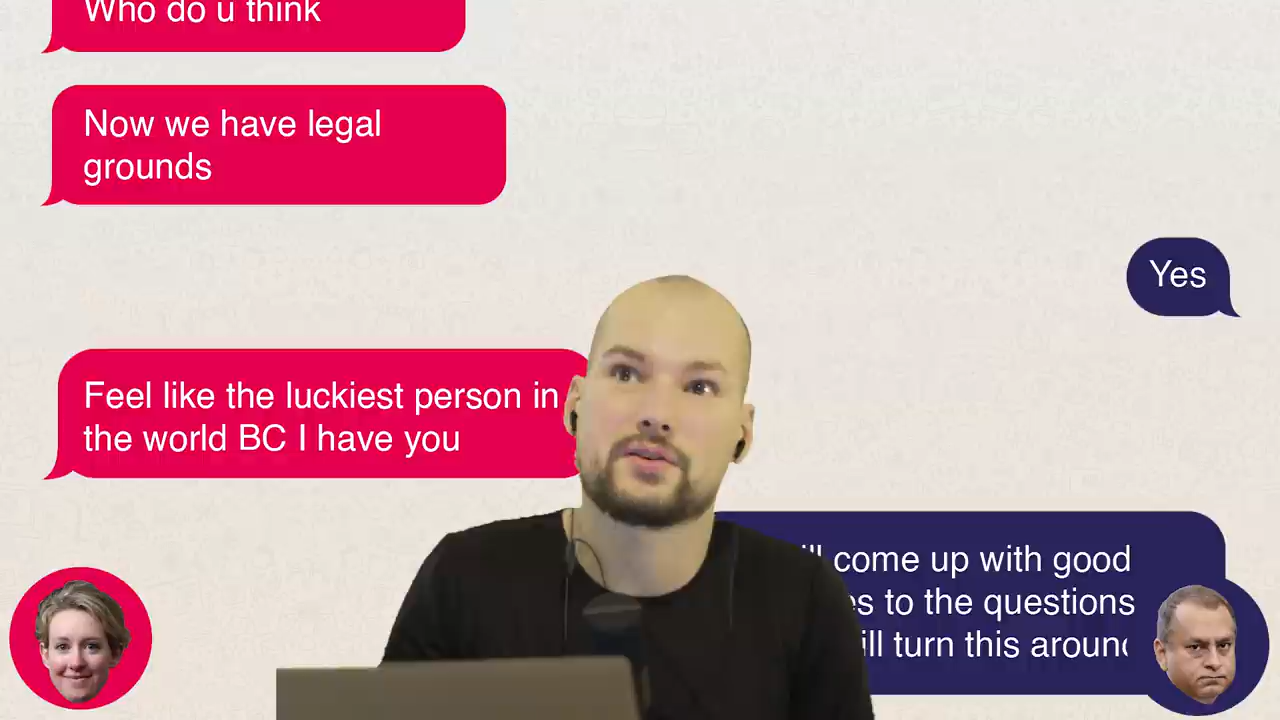 Who do u think
Now we have legal
grounds
Yes
Feel like the luckiest person in
the world BC I have you
come up with good
to the questions
turn this around